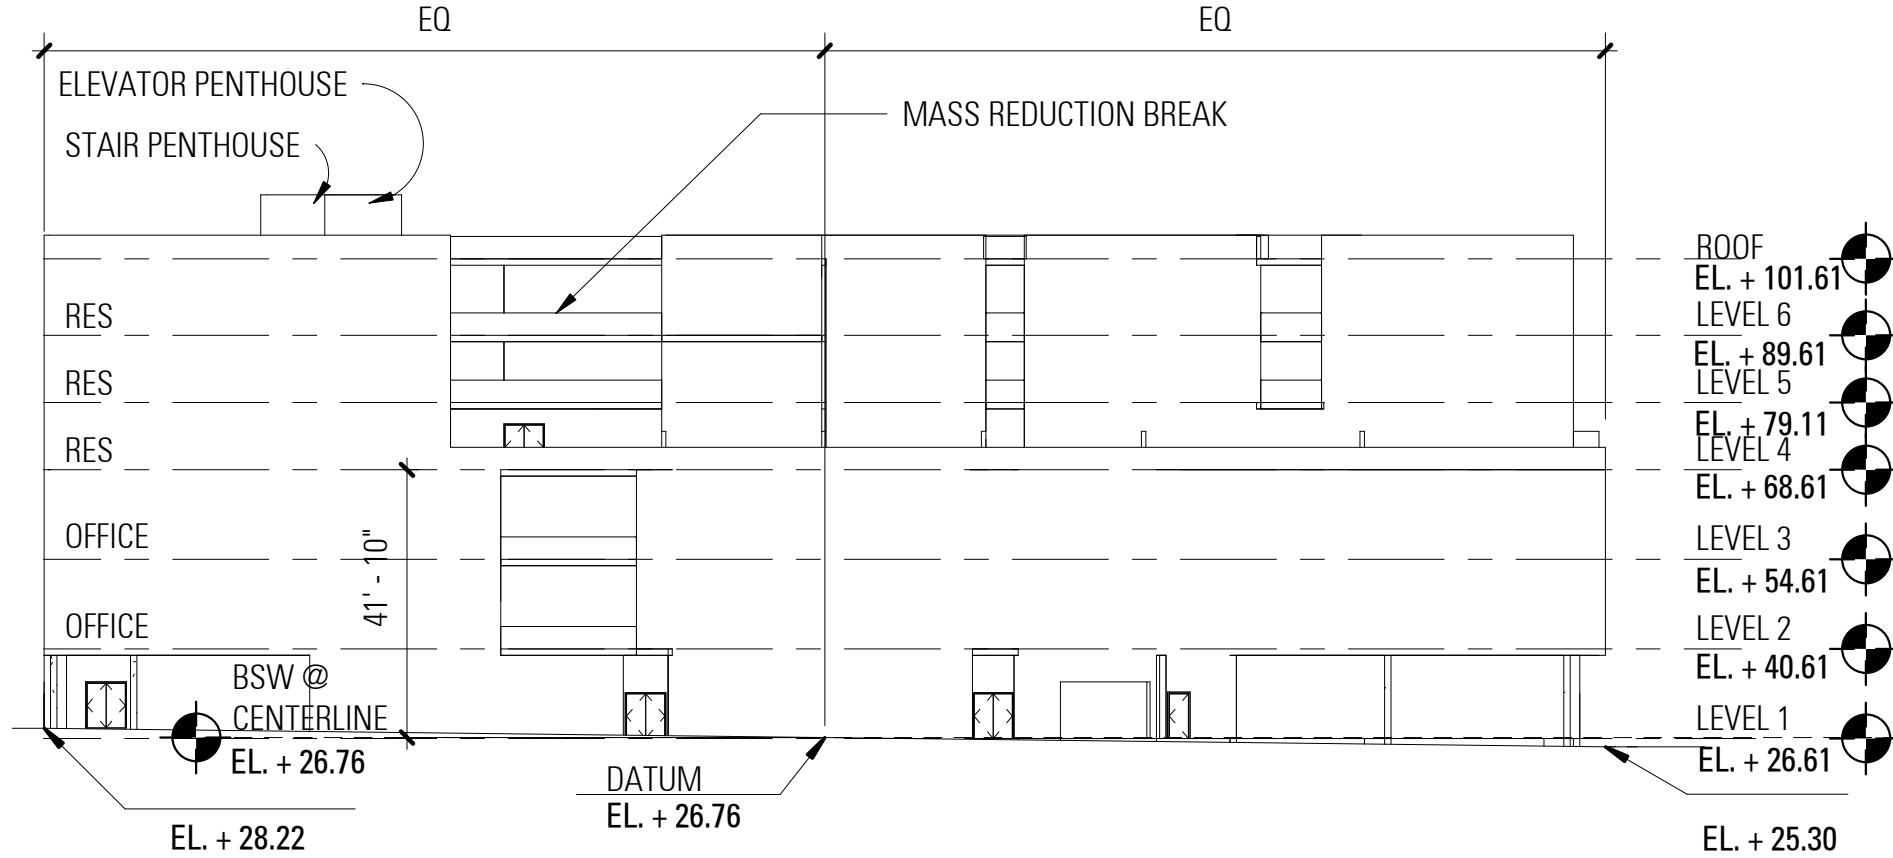 EQ
EQ
ELEVATOR PENTHOUSE
STAIR PENTHOUSE
MASS REDUCTION BREAK
ROOF
EL. + 101.61
RES
LEVEL 6
EL. + 89.61
RES
LEVEL 5
EL. + 79.11
RES
LEVEL 4
EL. + 68.61
OFFICE
LEVEL 3
EL. + 54.61
41' - 10"
OFFICE
LEVEL 2
EL. + 40.61
BSW @
CENTERLINE
EL. + 26.76
LEVEL 1
EL. + 26.61
DATUM
EL. + 26.76
EL. + 28.22
EL. + 25.30